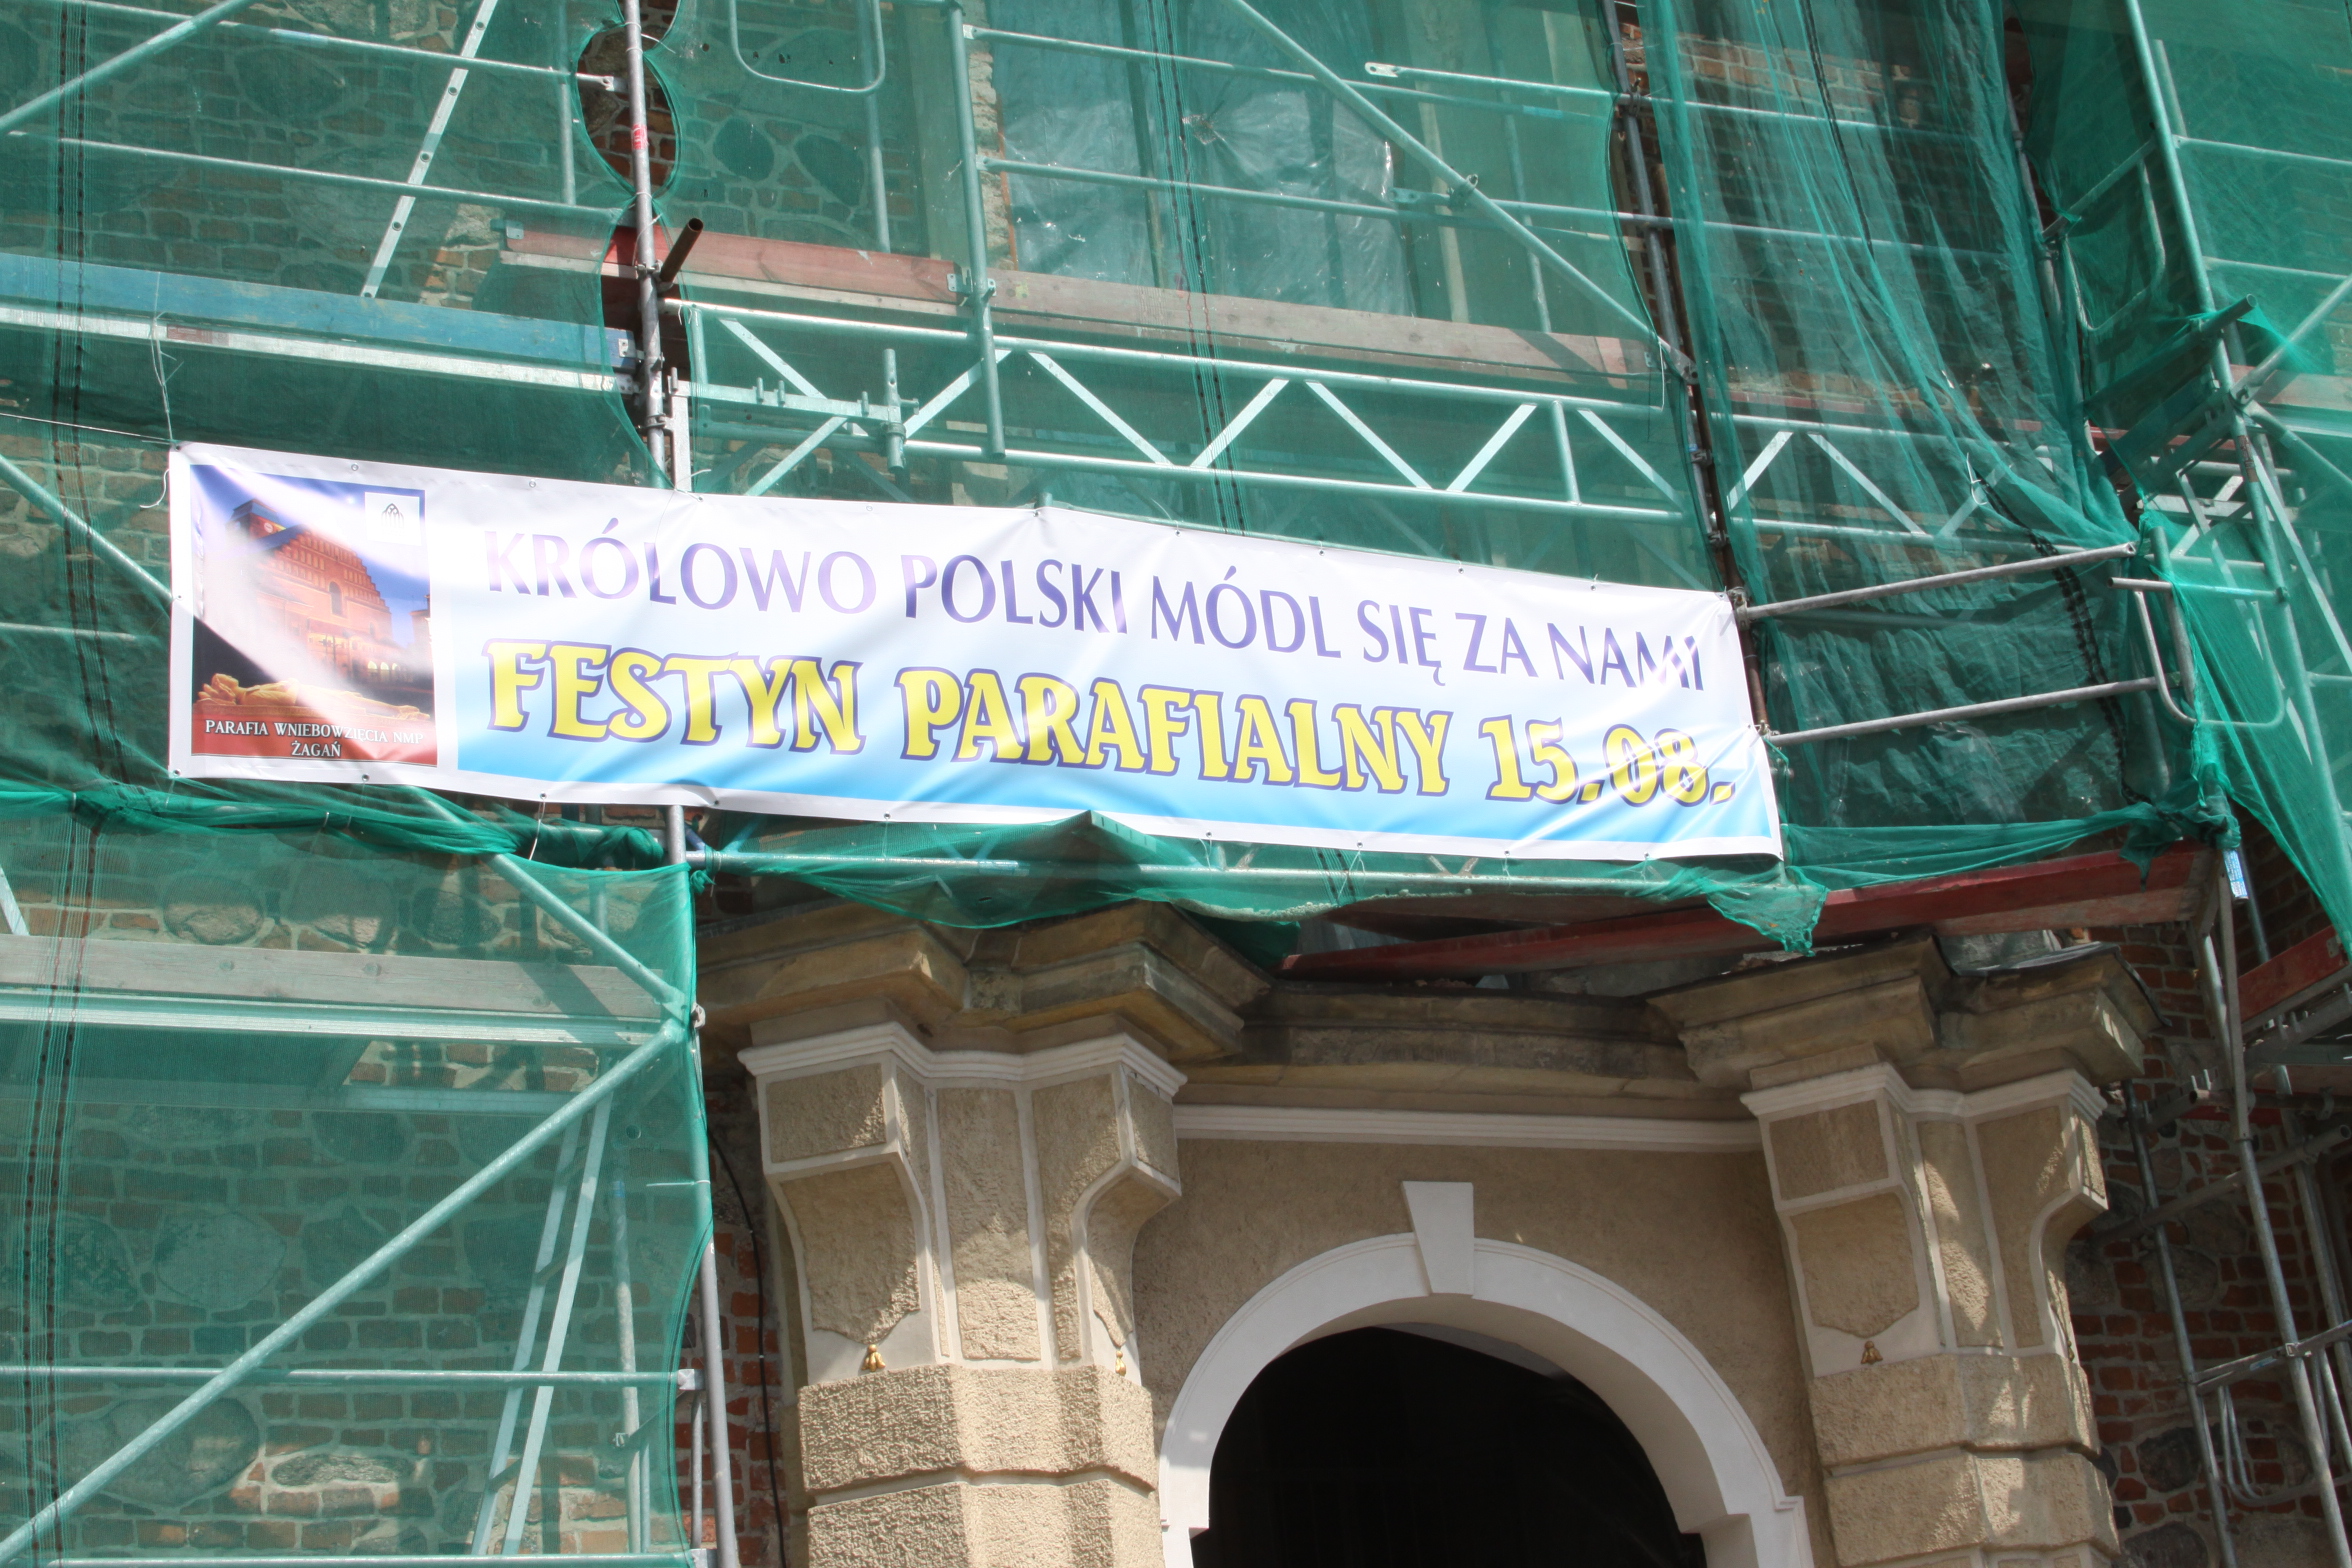 KRÓLOWO POLSKI MÓDL SIĘ ZA NAMI
FESTYN PARAFIALNY 15.08.
PARAFIA WNIEBOWZIĘCIA NMP
ŻAGAŃ